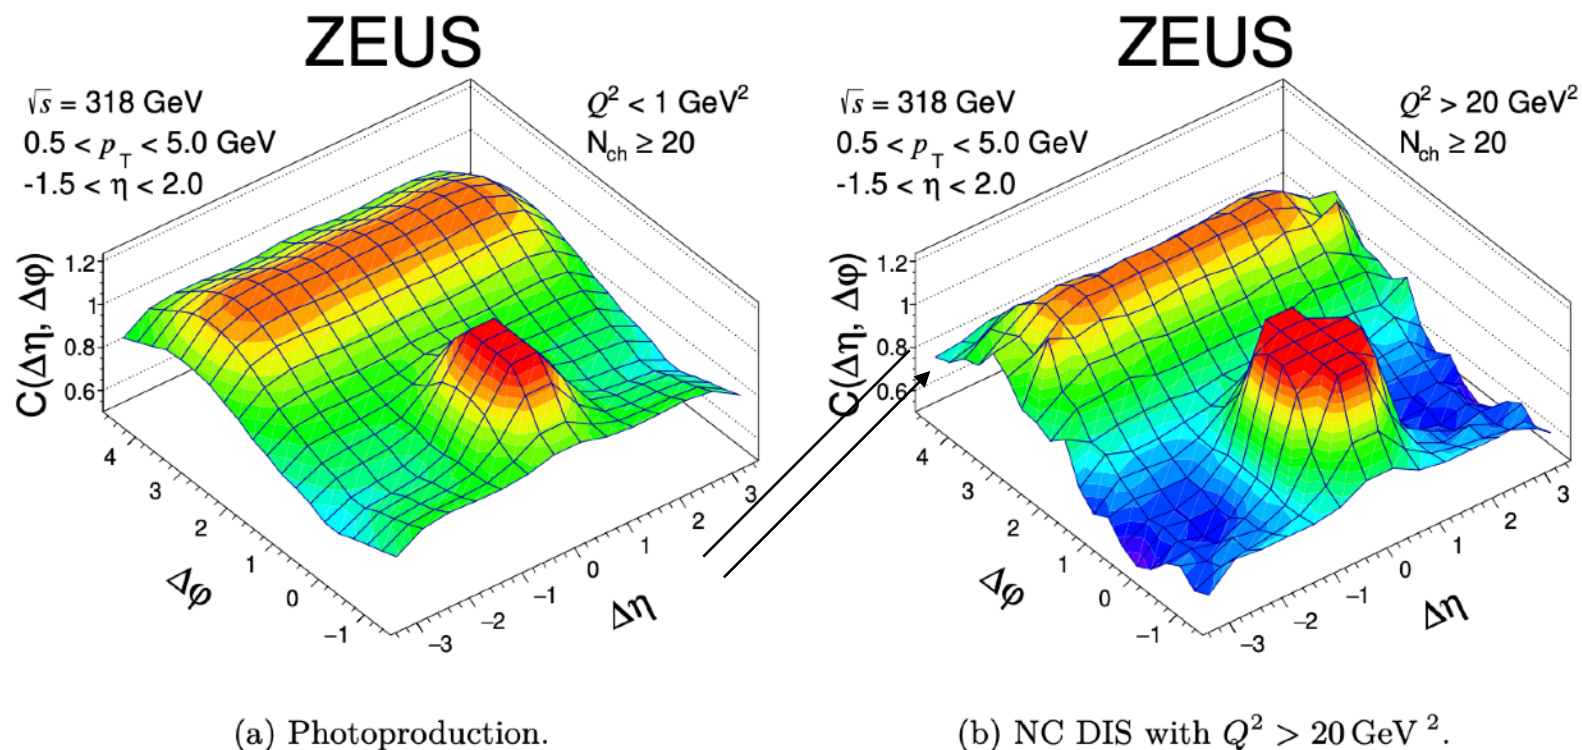 ZEUS
√s = 318 GeV
0.5 < p_T < 5.0 GeV
-1.5 < η < 2.0
Q² < 1 GeV²
N_ch ≥ 20
C(Δη, Δφ)
1.2
1
0.8
0.6
4
3
2
1
0
−1
Δφ
−3
−2
−1
0
1
2
3
Δη
(a) Photoproduction.
ZEUS
√s = 318 GeV
0.5 < p_T < 5.0 GeV
-1.5 < η < 2.0
Q² > 20 GeV²
N_ch ≥ 20
C(Δη, Δφ)
1.2
1
0.8
0.6
4
3
2
1
0
−1
Δφ
−3
−2
−1
0
1
2
3
Δη
(b) NC DIS with Q² > 20 GeV ².